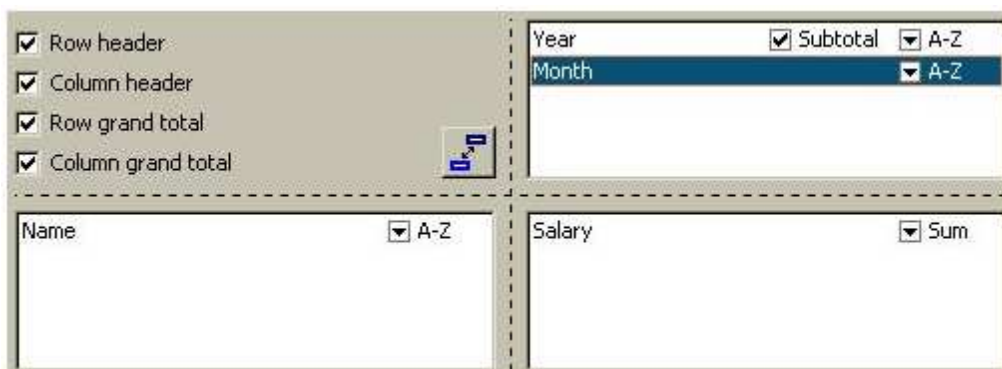 Row header
Column header
Row grand total
Column grand total
Year Subtotal A-Z
Month A-Z
Name A-Z
Salary Sum